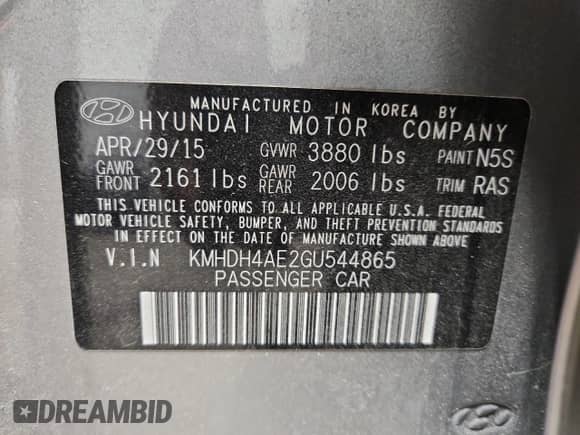 MANUFACTURED IN KOREA BY
HYUNDAI MOTOR COMPANY
APR/29/15 GVWR 3880 lbs PAINT N5S
GAWR FRONT 2161 lbs GAWR REAR 2006 lbs TRIM RAS
THIS VEHICLE CONFORMS TO ALL APPLICABLE U.S.A. FEDERAL
MOTOR VEHICLE SAFETY, BUMPER, AND THEFT PREVENTION STANDARDS
IN EFFECT ON THE DATE OF MANUFACTURE SHOWN ABOVE
V.I.N KMHDH4AE2GU544865
PASSENGER CAR
DREAMBID